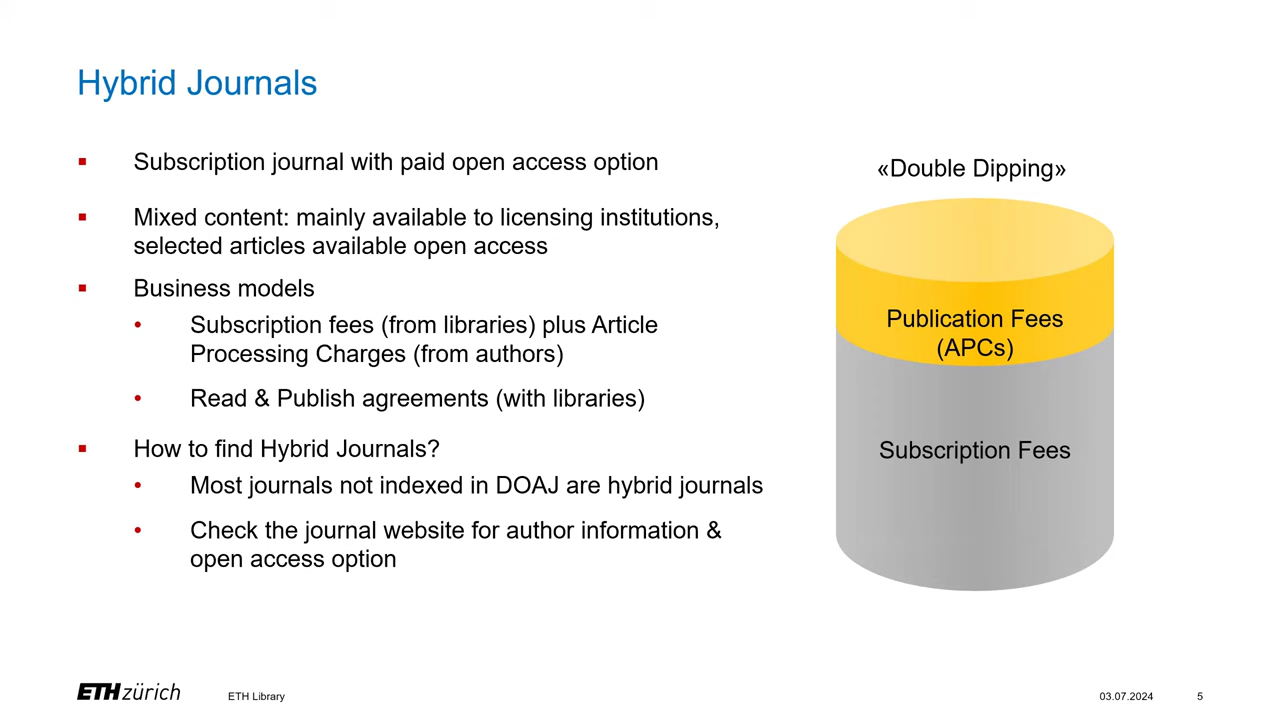 Hybrid Journals
▪ Subscription journal with paid open access option
▪ Mixed content: mainly available to licensing institutions,
selected articles available open access
▪ Business models
• Subscription fees (from libraries) plus Article
Processing Charges (from authors)
• Read & Publish agreements (with libraries)
▪ How to find Hybrid Journals?
• Most journals not indexed in DOAJ are hybrid journals
• Check the journal website for author information &
open access option
«Double Dipping»
Publication Fees
(APCs)
Subscription Fees
ETH zürich
ETH Library
03.07.2024
5